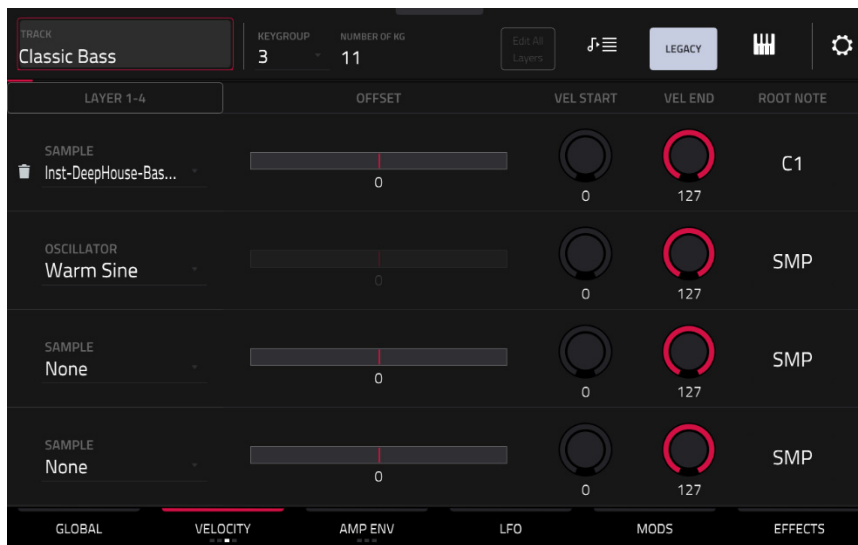 TRACK
Classic Bass
KEYGROUP
3
NUMBER OF KG
11
Edit All
Layers
LEGACY
LAYER 1-4 OFFSET VEL START VEL END ROOT NOTE
SAMPLE
Inst-DeepHouse-Bas...
0 0 127 C1
OSCILLATOR
Warm Sine
0 0 127 SMP
SAMPLE
None
0 0 127 SMP
SAMPLE
None
0 0 127 SMP
GLOBAL VELOCITY AMP ENV LFO MODS EFFECTS